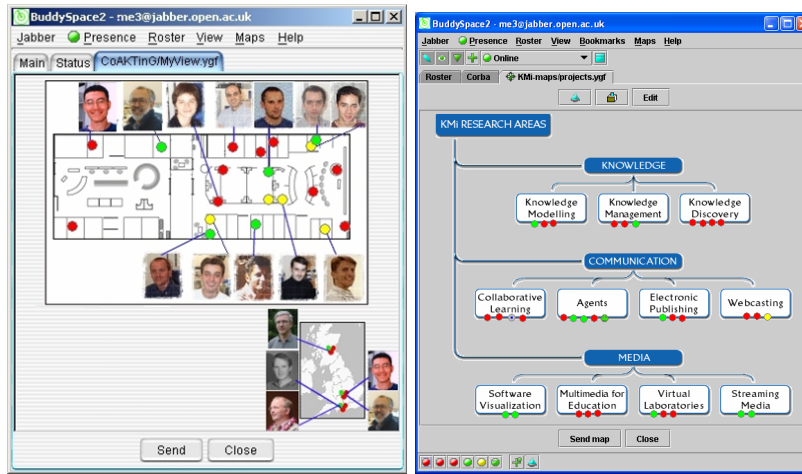 BuddySpace2 - me3@jabber.open.ac.uk
Jabber Presence Roster View Maps Help
Main Status CoAKTinG/MyView.ygf
Send Close
BuddySpace2 - me3@jabber.open.ac.uk
Jabber Presence Roster View Bookmarks Maps Help
Online
Roster Corba KMi-maps/projects.ygf
Edit
KMi RESEARCH AREAS
KNOWLEDGE
Knowledge Modelling
Knowledge Management
Knowledge Discovery
COMMUNICATION
Collaborative Learning
Agents
Electronic Publishing
Webcasting
MEDIA
Software Visualization
Multimedia for Education
Virtual Laboratories
Streaming Media
Send map Close